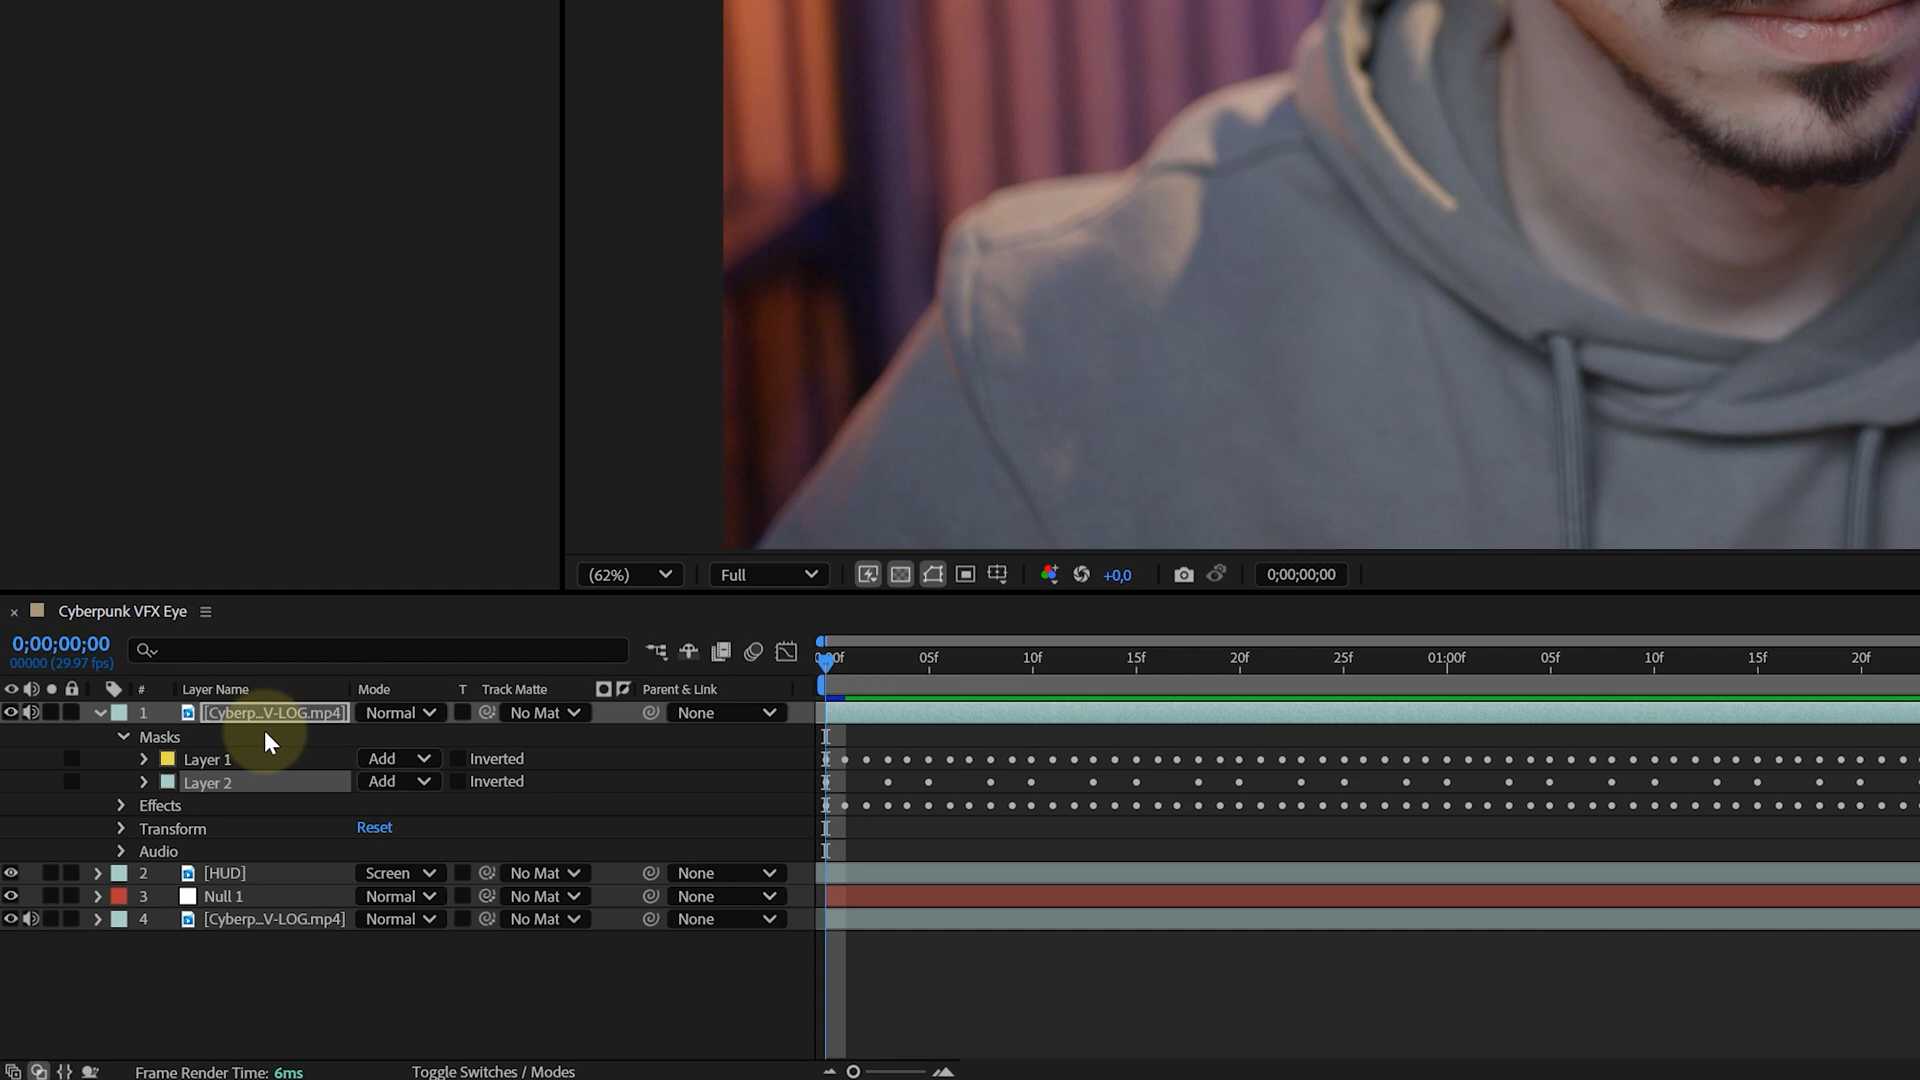 (62%) Full +0,0 0;00;00;00
Cyberpunk VFX Eye
0;00;00;00
00000 (29.97 fps)
0:00f 05f 10f 15f 20f 25f 01:00f 05f 10f 15f 20f
# Layer Name Mode T Track Matte Parent & Link
1 [Cyberp...V-LOG.mp4] Normal No Mat None
Masks
Layer 1 Add Inverted
Layer 2 Add Inverted
Effects
Transform Reset
Audio
2 [HUD] Screen No Mat None
3 Null 1 Normal No Mat None
4 [Cyberp...V-LOG.mp4] Normal No Mat None
Frame Render Time: 6ms Toggle Switches / Modes